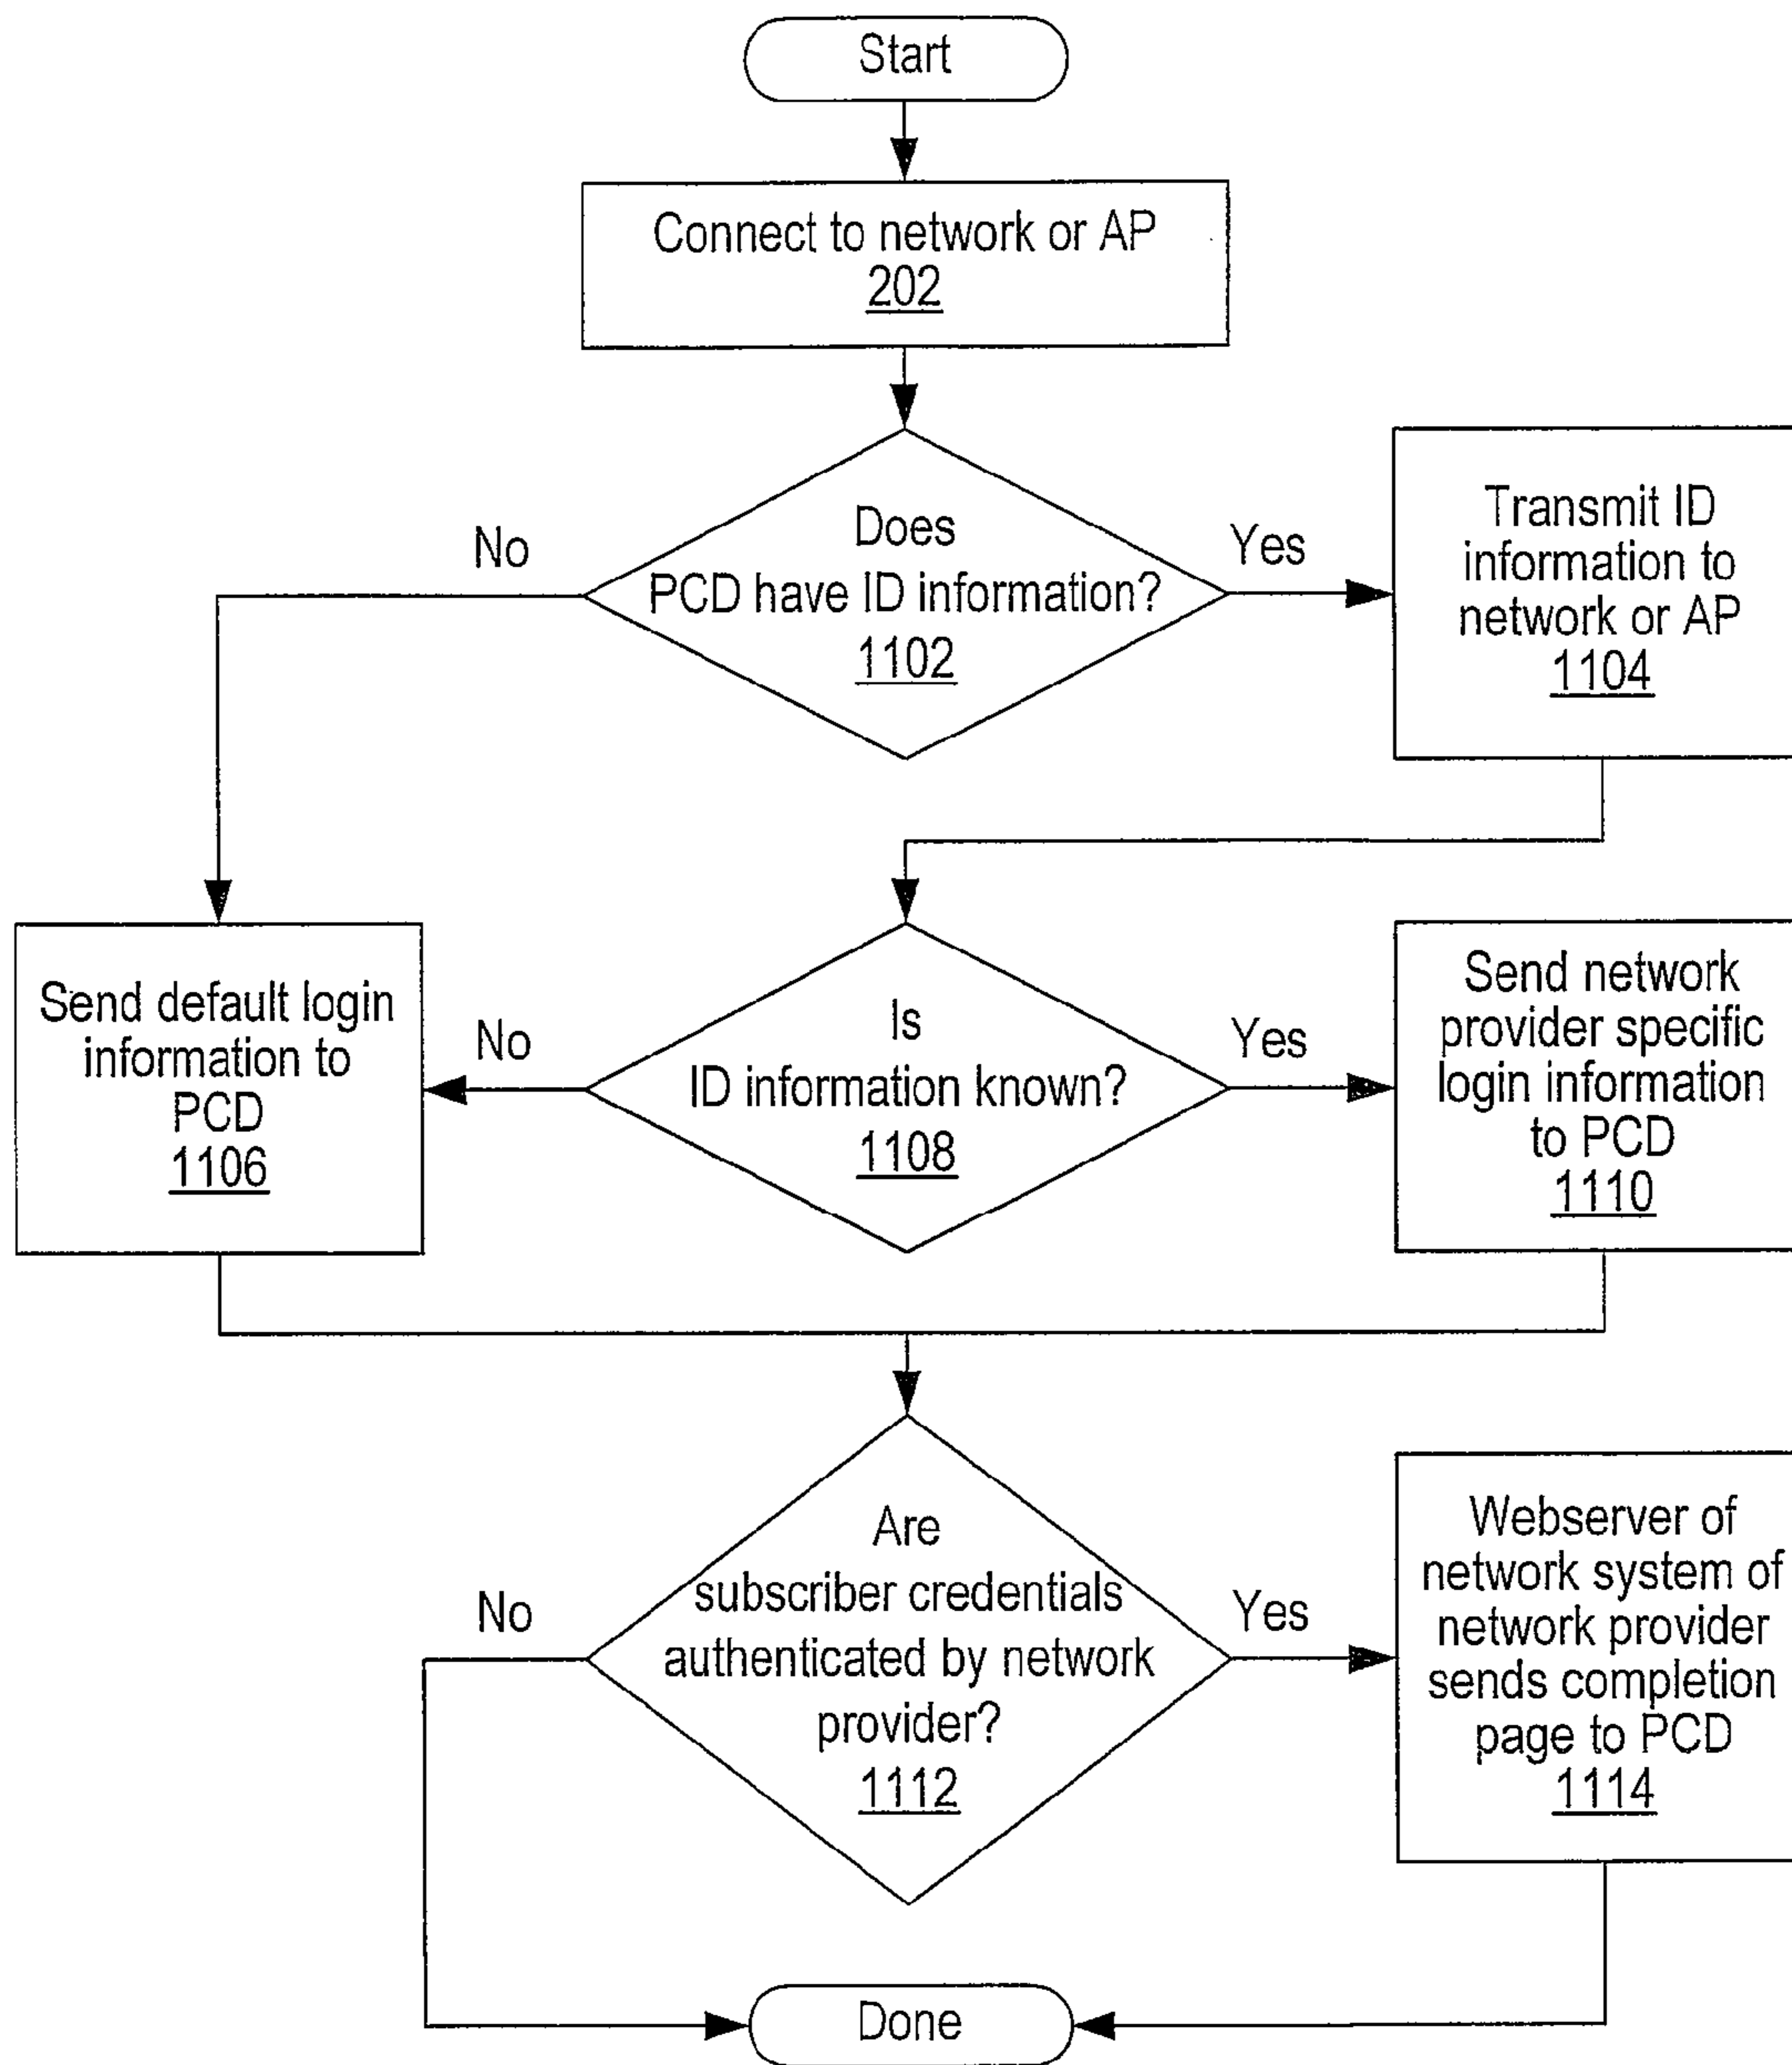 Start
Connect to network or AP
202
Does
PCD have ID information?
1102
No
Yes
Transmit ID
information to
network or AP
1104
Send default login
information to
PCD
1106
No
Is
ID information known?
1108
Yes
Send network
provider specific
login information
to PCD
1110
No
Are
subscriber credentials
authenticated by network
provider?
1112
Yes
Webserver of
network system of
network provider
sends completion
page to PCD
1114
Done